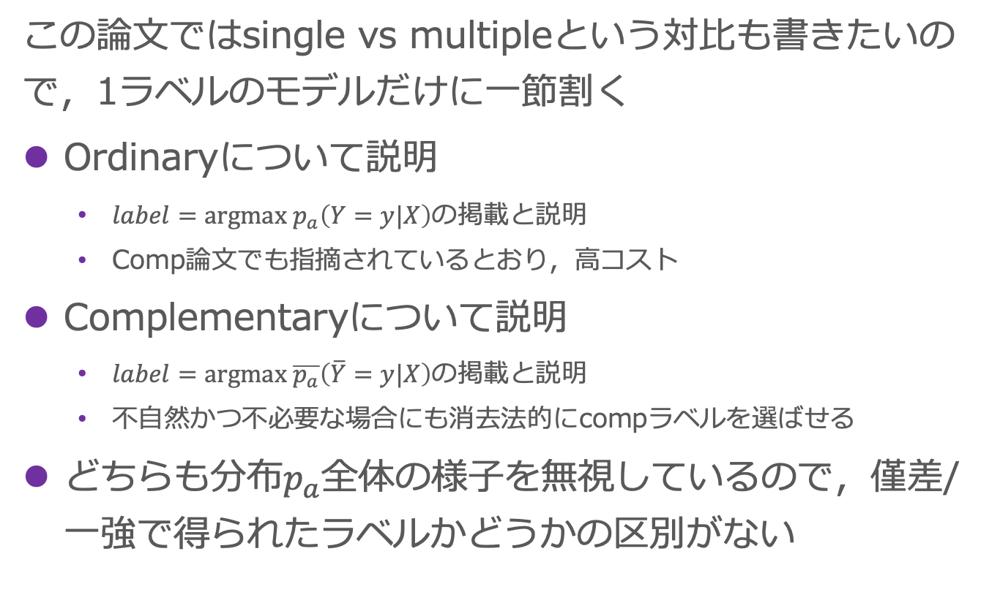 この論文ではsingle vs multipleという対比も書きたいの
で，1ラベルのモデルだけに一節割く
● Ordinaryについて説明
• label = argmax pₐ(Y = y|X)の掲載と説明
• Comp論文でも指摘されているとおり，高コスト
● Complementaryについて説明
• label = argmax p̅ₐ̅(Ȳ = y|X)の掲載と説明
• 不自然かつ不必要な場合にも消去法的にcompラベルを選ばせる
● どちらも分布pₐ全体の様子を無視しているので，僅差/
一強で得られたラベルかどうかの区別がない